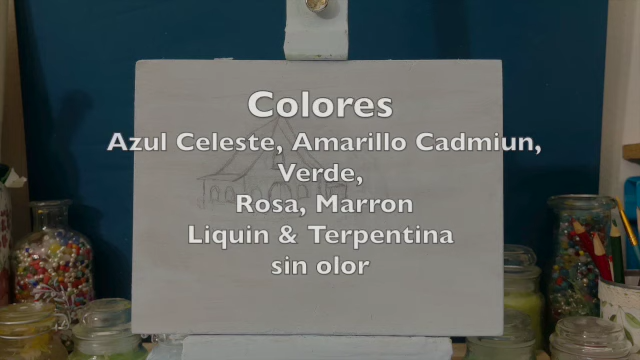 Colores
Azul Celeste, Amarillo Cadmiun,
Verde,
Rosa, Marron
Liquin & Terpentina
sin olor